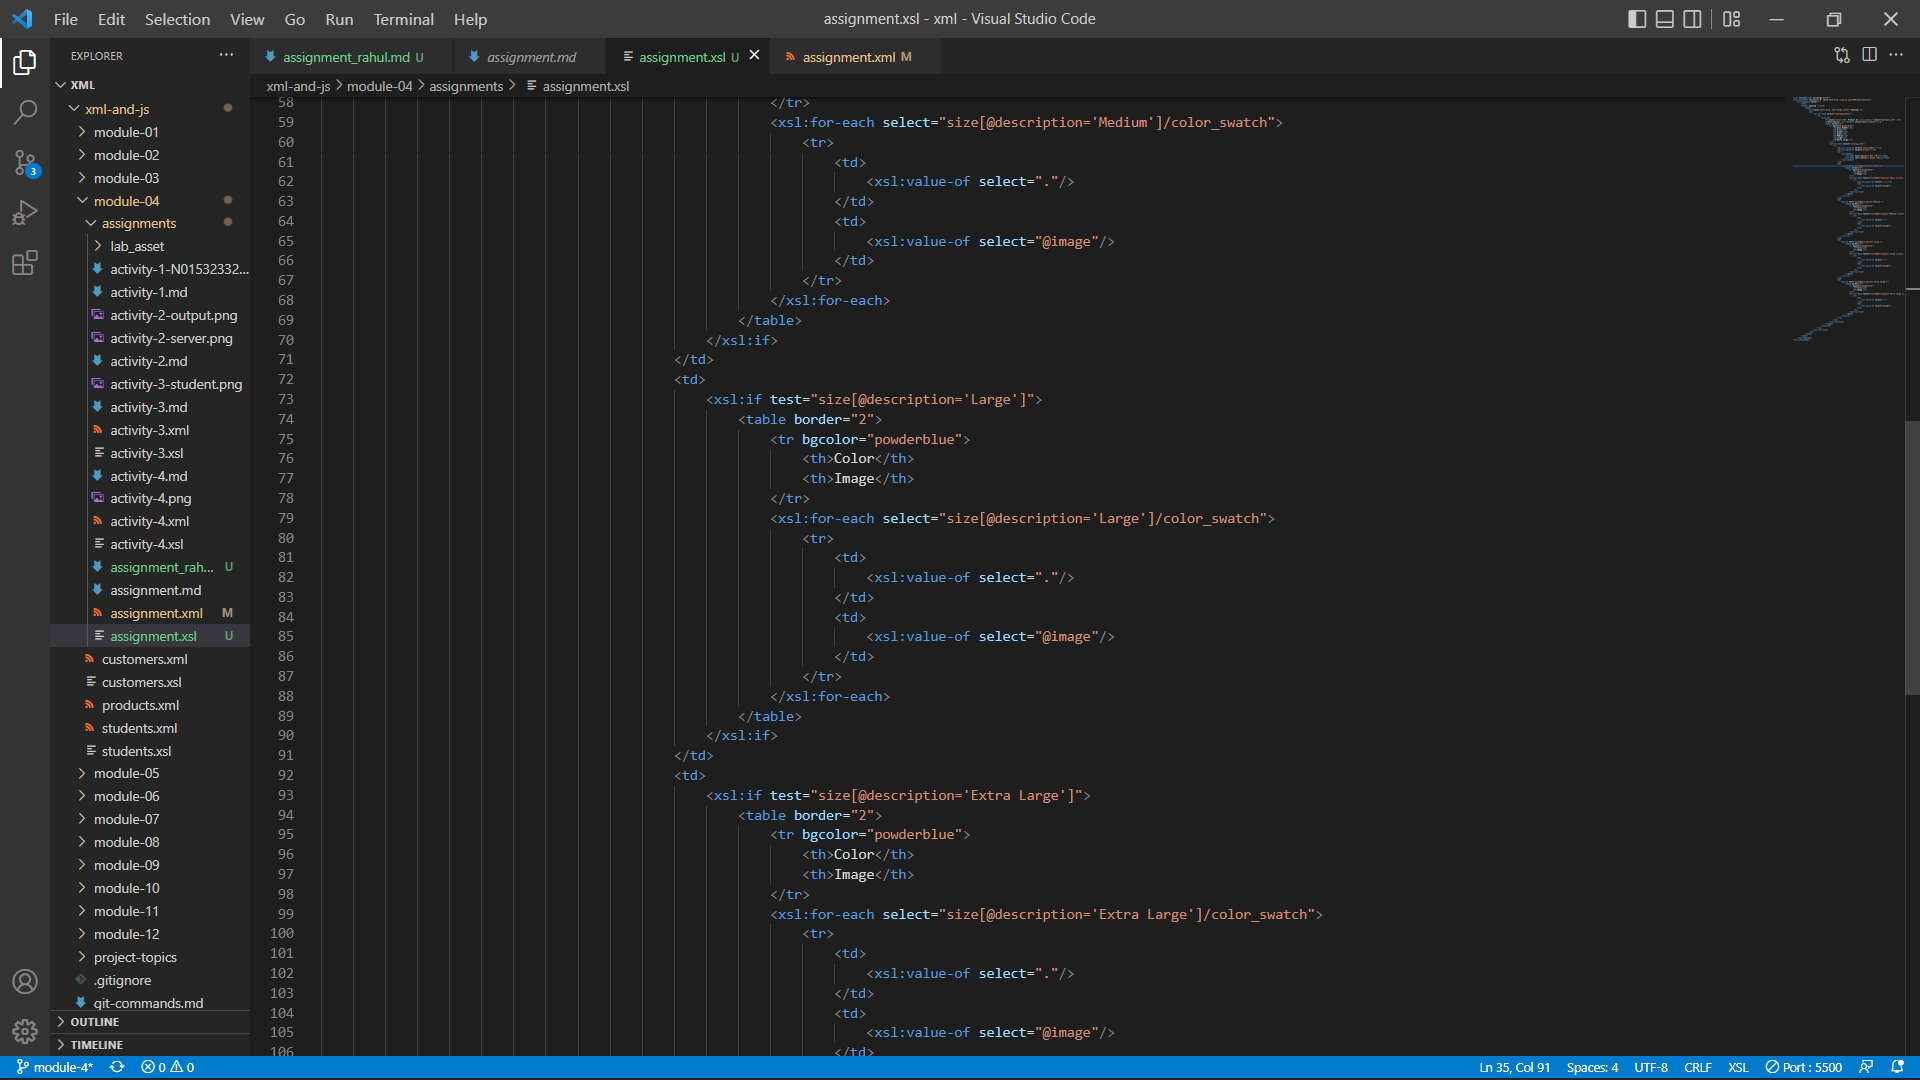 File Edit Selection View Go Run Terminal Help
assignment.xsl - xml - Visual Studio Code
EXPLORER
XML
xml-and-js
module-01
module-02
module-03
module-04
assignments
lab_asset
activity-1-N01532332...
activity-1.md
activity-2-output.png
activity-2-server.png
activity-2.md
activity-3-student.png
activity-3.md
activity-3.xml
activity-3.xsl
activity-4.md
activity-4.png
activity-4.xml
activity-4.xsl
assignment_rah... U
assignment.md
assignment.xml M
assignment.xsl U
customers.xml
customers.xsl
products.xml
students.xml
students.xsl
module-05
module-06
module-07
module-08
module-09
module-10
module-11
module-12
project-topics
.gitignore
git-commands.md
OUTLINE
TIMELINE
3
assignment_rahul.md U assignment.md assignment.xsl U assignment.xml M
xml-and-js > module-04 > assignments > assignment.xsl
58 </tr>
59 <xsl:for-each select="size[@description='Medium']/color_swatch">
60 <tr>
61 <td>
62 <xsl:value-of select="."/>
63 </td>
64 <td>
65 <xsl:value-of select="@image"/>
66 </td>
67 </tr>
68 </xsl:for-each>
69 </table>
70 </xsl:if>
71 </td>
72 <td>
73 <xsl:if test="size[@description='Large']">
74 <table border="2">
75 <tr bgcolor="powderblue">
76 <th>Color</th>
77 <th>Image</th>
78 </tr>
79 <xsl:for-each select="size[@description='Large']/color_swatch">
80 <tr>
81 <td>
82 <xsl:value-of select="."/>
83 </td>
84 <td>
85 <xsl:value-of select="@image"/>
86 </td>
87 </tr>
88 </xsl:for-each>
89 </table>
90 </xsl:if>
91 </td>
92 <td>
93 <xsl:if test="size[@description='Extra Large']">
94 <table border="2">
95 <tr bgcolor="powderblue">
96 <th>Color</th>
97 <th>Image</th>
98 </tr>
99 <xsl:for-each select="size[@description='Extra Large']/color_swatch">
100 <tr>
101 <td>
102 <xsl:value-of select="."/>
103 </td>
104 <td>
105 <xsl:value-of select="@image"/>
106 </td>
module-4* 0 0 Ln 35, Col 91 Spaces: 4 UTF-8 CRLF XSL Port : 5500